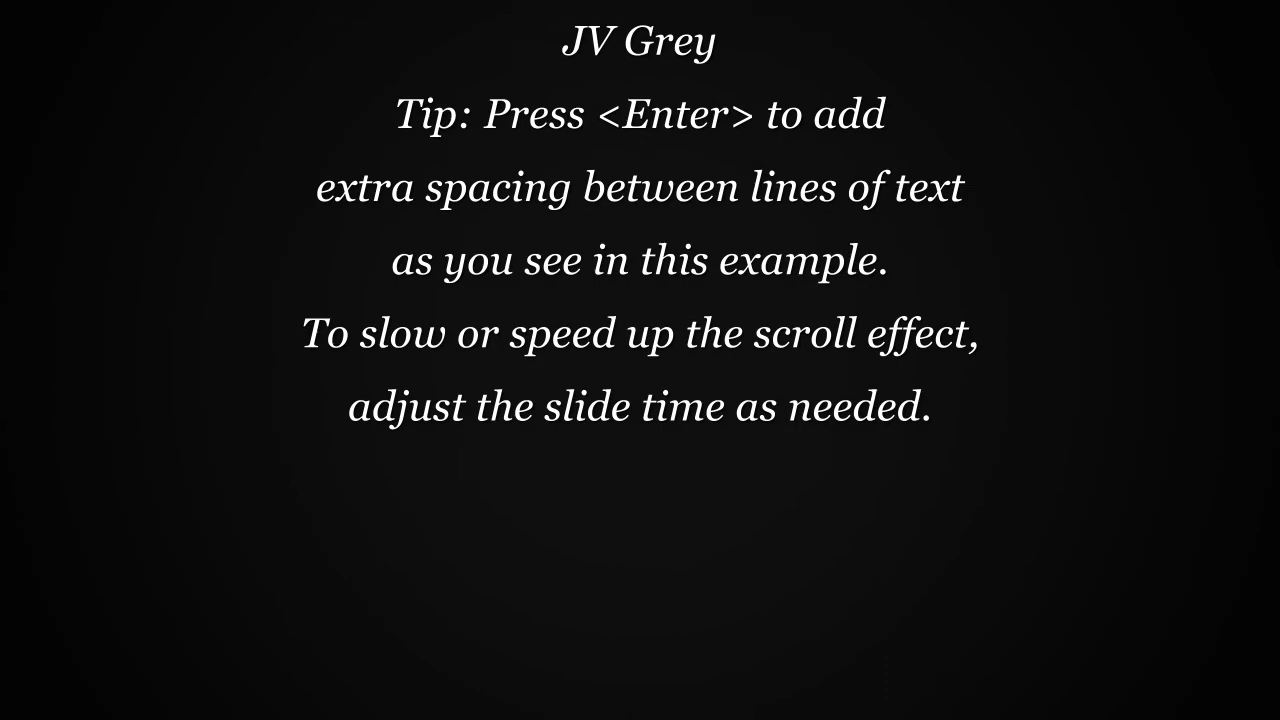 JV Grey
Tip: Press <Enter> to add
extra spacing between lines of text
as you see in this example.
To slow or speed up the scroll effect,
adjust the slide time as needed.